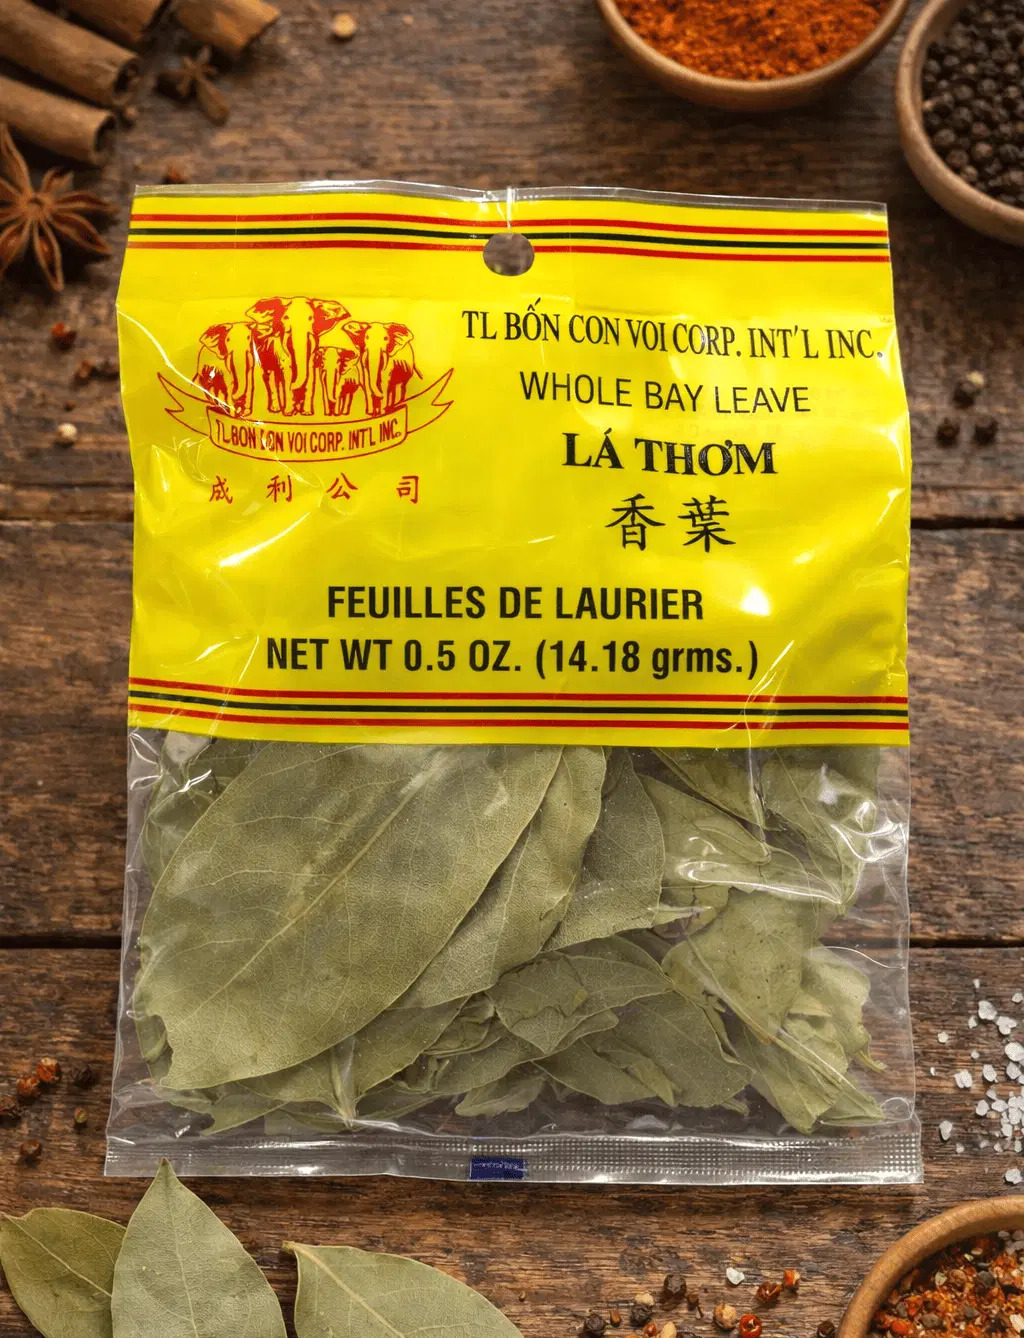 TL BỐN CON VOI CORP. INT'L INC.
WHOLE BAY LEAVE
LÁ THƠM
香葉
TL BON CON VOI CORP. INT'L INC.
成利公司
FEUILLES DE LAURIER
NET WT 0.5 OZ. (14.18 grms.)